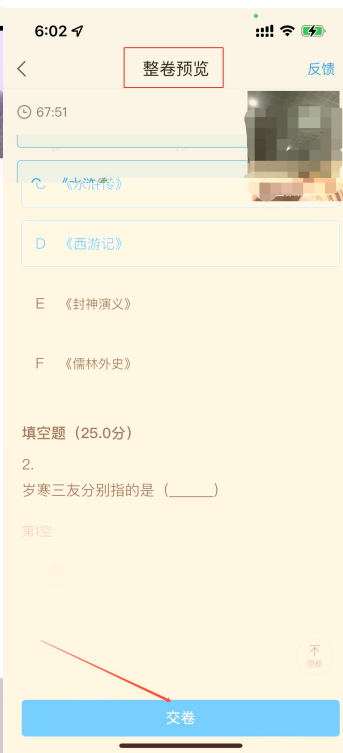 6:02
整卷预览
反馈
67:51
C 《水浒传》
D 《西游记》
E 《封神演义》
F 《儒林外史》
填空题（25.0分）
2.
岁寒三友分别指的是（______）
第1空
顶部
交卷